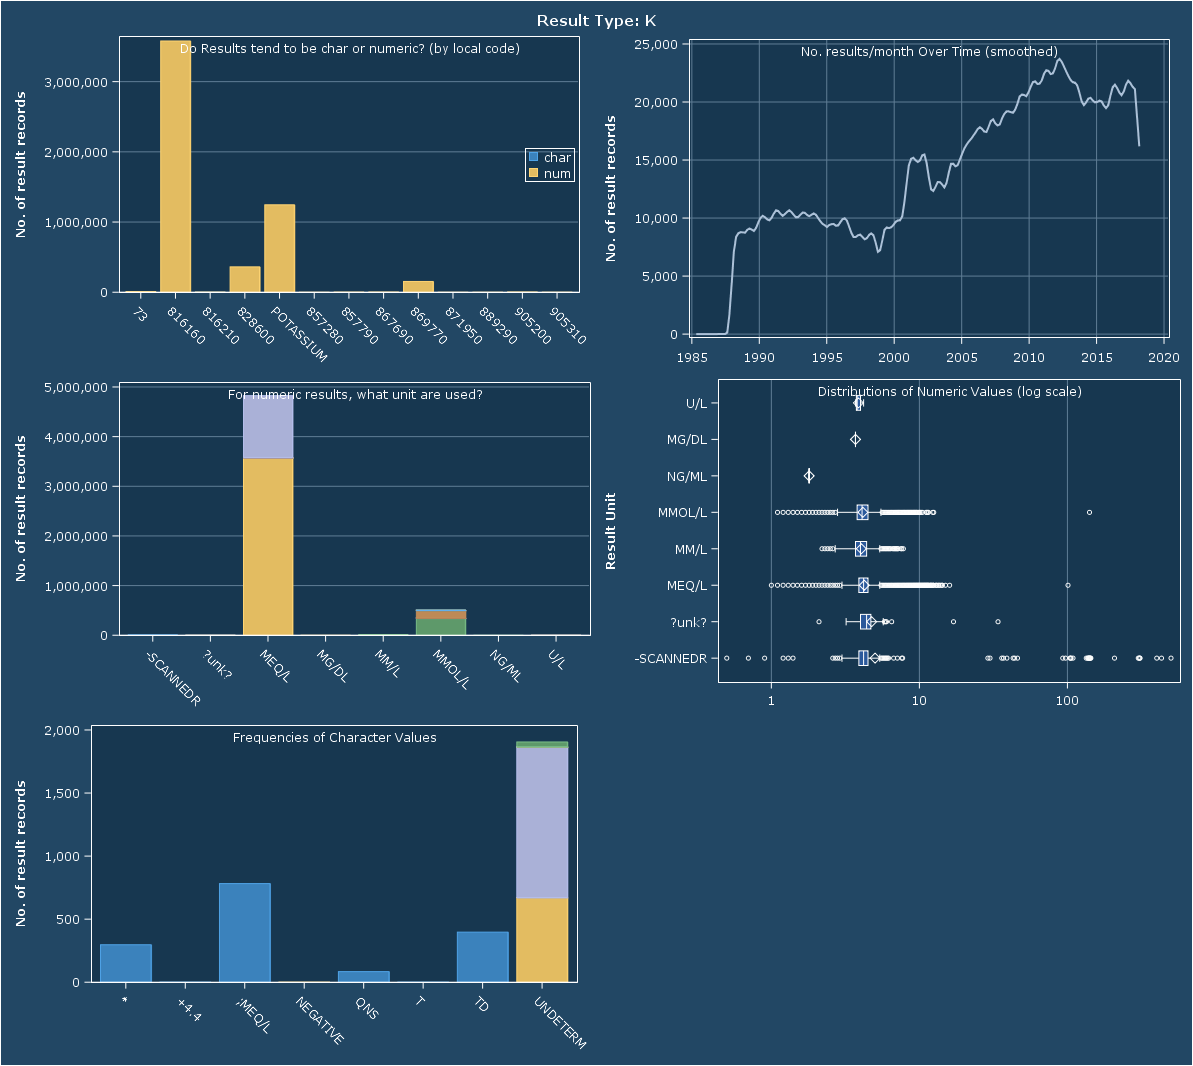 Result Type: K
Do Results tend to be char or numeric? (by local code)
No. of result records
3,000,000
2,000,000
1,000,000
0
char
num
73
816160
816210
828600
POTASSIUM
857280
857790
867690
869770
871950
889290
905200
905310
No. results/month Over Time (smoothed)
No. of result records
25,000
20,000
15,000
10,000
5,000
0
1985
1990
1995
2000
2005
2010
2015
2020
For numeric results, what unit are used?
No. of result records
5,000,000
4,000,000
3,000,000
2,000,000
1,000,000
0
-SCANNEDR
?unk?
MEQ/L
MG/DL
MM/L
MMOL/L
NG/ML
U/L
Distributions of Numeric Values (log scale)
Result Unit
U/L
MG/DL
NG/ML
MMOL/L
MM/L
MEQ/L
?unk?
-SCANNEDR
1
10
100
Frequencies of Character Values
No. of result records
2,000
1,500
1,000
500
0
*
+4.4
;MEQ/L
NEGATIVE
QNS
T
TD
UNDETERM